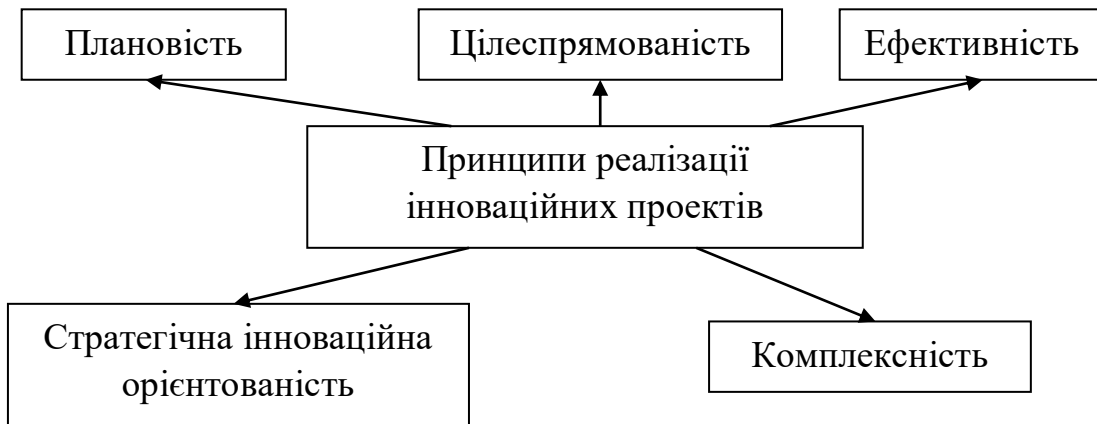 Плановість
Цілеспрямованість
Ефективність
Принципи реалізації
інноваційних проектів
Стратегічна інноваційна
орієнтованість
Комплексність